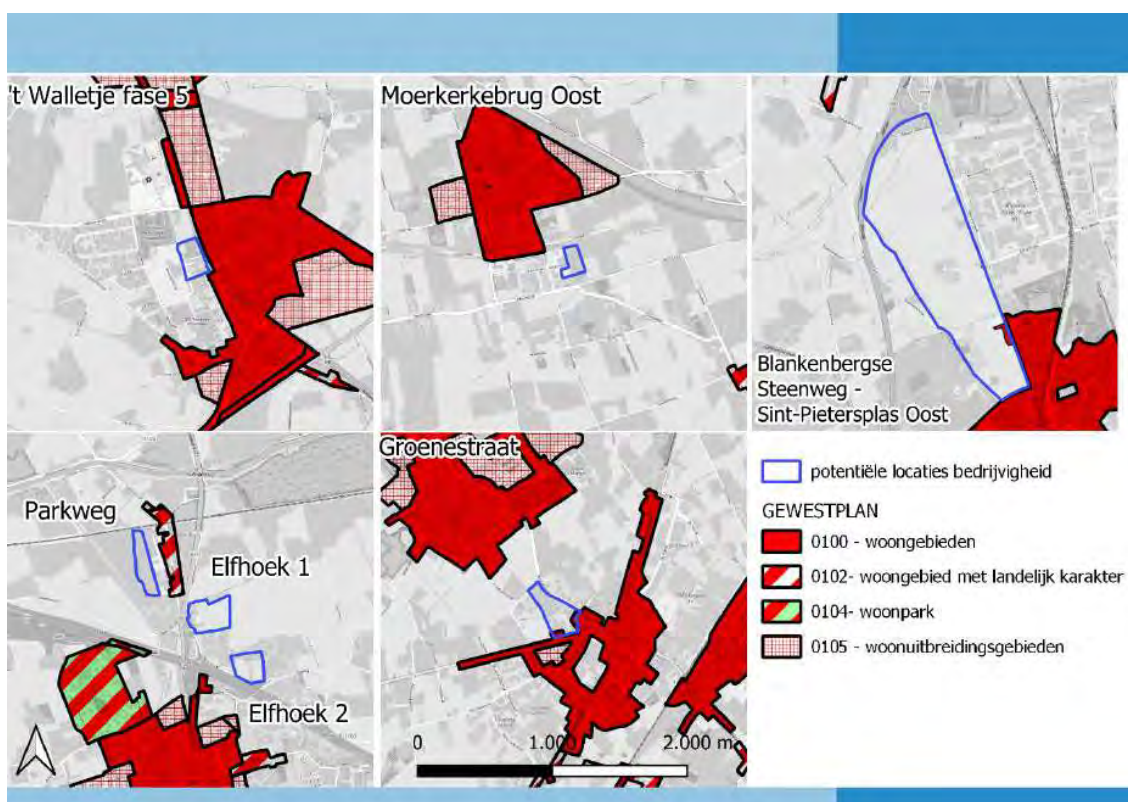 't Walletje fase 5
Moerkerkebrug Oost
Blankenbergse
Steenweg -
Sint-Pietersplas Oost
Parkweg
Elfhoek 1
Elfhoek 2
Groenestraat
0 1.000 2.000 m
potentiële locaties bedrijvigheid
GEWESTPLAN
0100 - woongebieden
0102- woongebied met landelijk karakter
0104- woonpark
0105 - woonuitbreidingsgebieden